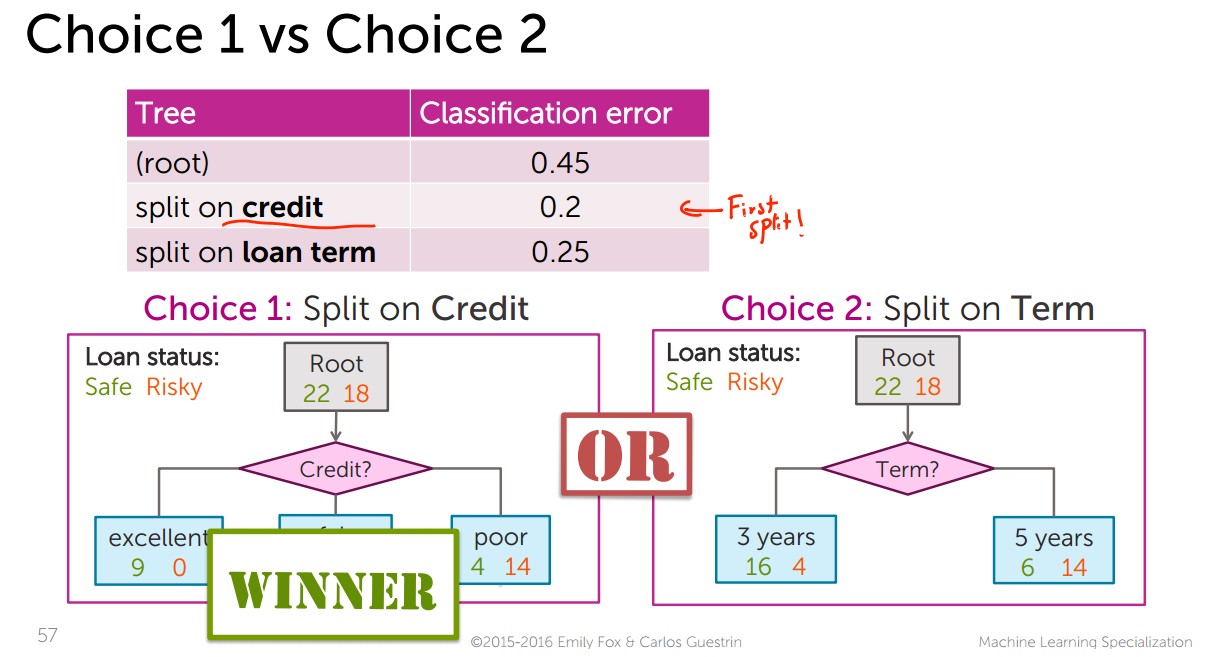 Choice 1 vs Choice 2
Tree Classification error
(root) 0.45
split on credit 0.2
First
split!
split on loan term 0.25
Choice 1: Split on Credit
Loan status:
Safe Risky
Root
22 18
Credit?
excellent
9 0
poor
4 14
WINNER
OR
Choice 2: Split on Term
Loan status:
Safe Risky
Root
22 18
Term?
3 years
16 4
5 years
6 14
57
©2015-2016 Emily Fox & Carlos Guestrin
Machine Learning Specialization